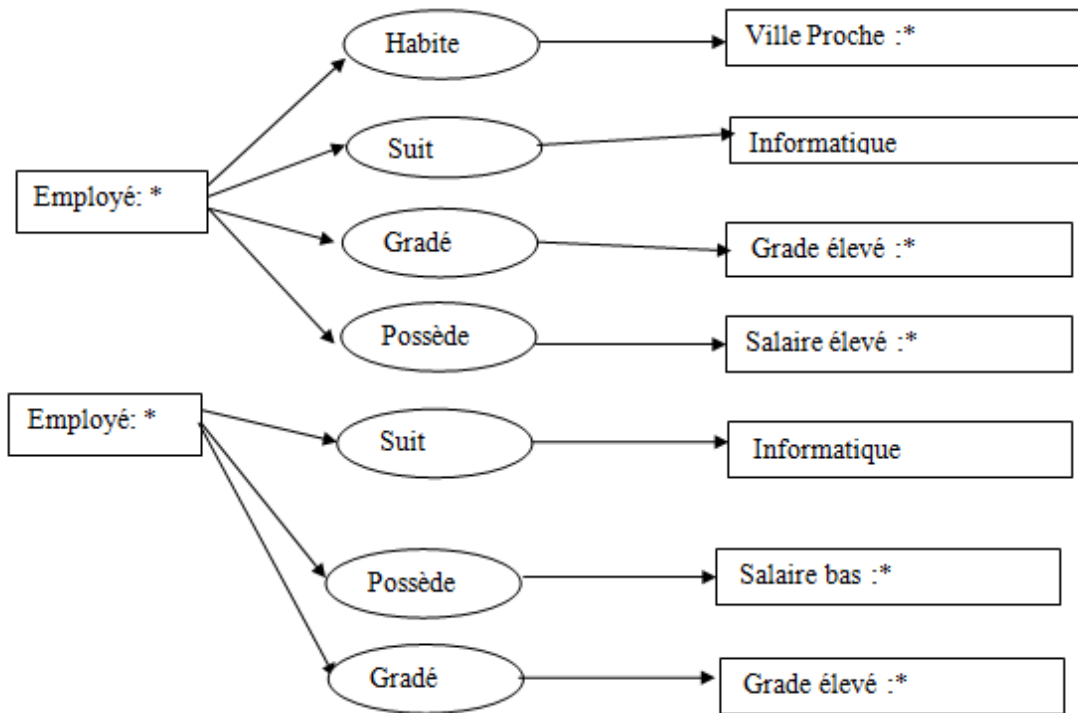 Habite
Ville Proche :*
Suit
Informatique
Employé: *
Gradé
Grade élevé :*
Possède
Salaire élevé :*
Employé: *
Suit
Informatique
Possède
Salaire bas :*
Gradé
Grade élevé :*